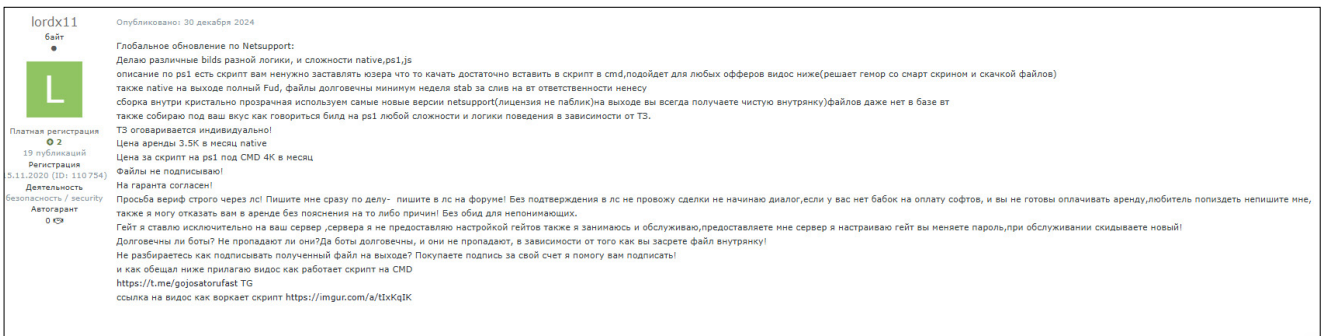 lordx11
байт
L
Платная регистрация
2
19 публикаций
Регистрация
15.11.2020 (ID: 110754)
Деятельность
безопасность / security
Автогарант
0
Опубликовано: 30 декабря 2024
Глобальное обновление по Netsupport:
Делаю различные bilds разной логики, и сложности native,ps1,js
описание по ps1 есть скрипт вам ненужно заставлять юзера что то качать достаточно вставить в скрипт в cmd,подойдет для любых офферов видос ниже(решает гемор со смарт скрином и скачкой файлов)
также native на выходе полный Fud, файлы долговечны минимум неделя stab за слив на вт ответственности ненесу
сборка внутри кристально прозрачная используем самые новые версии netsupport(лицензия не паблик)на выходе вы всегда получаете чистую внутрянку)файлов даже нет в базе вт
также собираю под ваш вкус как говориться билд на ps1 любой сложности и логики поведения в зависимости от ТЗ.
ТЗ оговаривается индивидуально!
Цена аренды 3.5K в месяц native
Цена за скрипт на ps1 под CMD 4K в месяц
Файлы не подписываю!
На гаранта согласен!
Просьба вериф строго через лс! Пишите мне сразу по делу- пишите в лс на форуме! Без подтверждения в лс не провожу сделки не начинаю диалог,если у вас нет бабок на оплату софтов, и вы не готовы оплачивать аренду,любитель попиздеть непишите мне,
также я могу отказать вам в аренде без пояснения на то либо причин! Без обид для непонимающих.
Гейт я ставлю исключительно на ваш сервер ,сервера я не предоставляю настройкой гейтов также я занимаюсь и обслуживаю,предоставляете мне сервер я настраиваю гейт вы меняете пароль,при обслуживании скидываете новый!
Долговечны ли боты? Не пропадают ли они?Да боты долговечны, и они не пропадают, в зависимости от того как вы засрете файл внутрянку!
Не разбираетесь как подписывать полученный файл на выходе? Покупаете подпись за свой счет я помогу вам подписать!
и как обещал ниже прилагаю видос как работает скрипт на CMD
https://t.me/gojosatorufast TG
ссылка на видос как воркает скрипт https://imgur.com/a/tIxKqIK